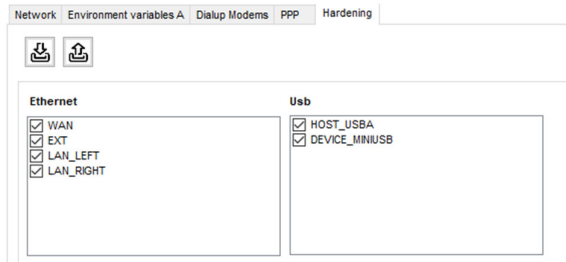 Network Environment variables A Dialup Modems PPP Hardening
Ethernet
WAN
EXT
LAN_LEFT
LAN_RIGHT
Usb
HOST_USBA
DEVICE_MINIUSB